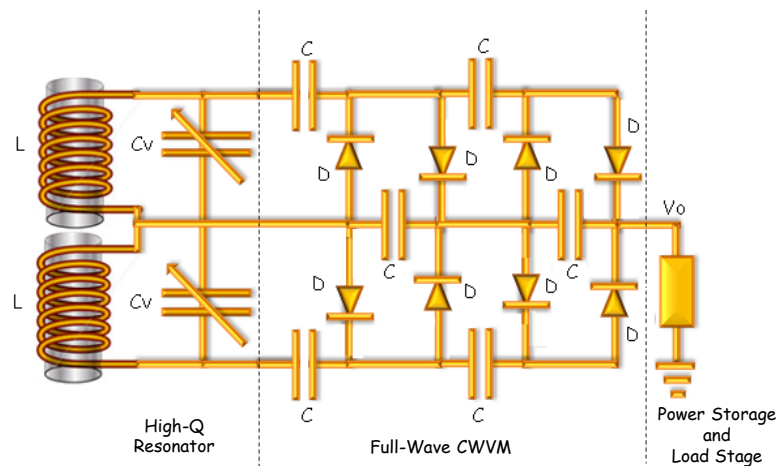 C
C
D
L
Cv
D
D
D
Vo
C
C
D
D
L
Cv
D
D
C
C
High-Q
Resonator
Full-Wave CWVM
Power Storage
and
Load Stage